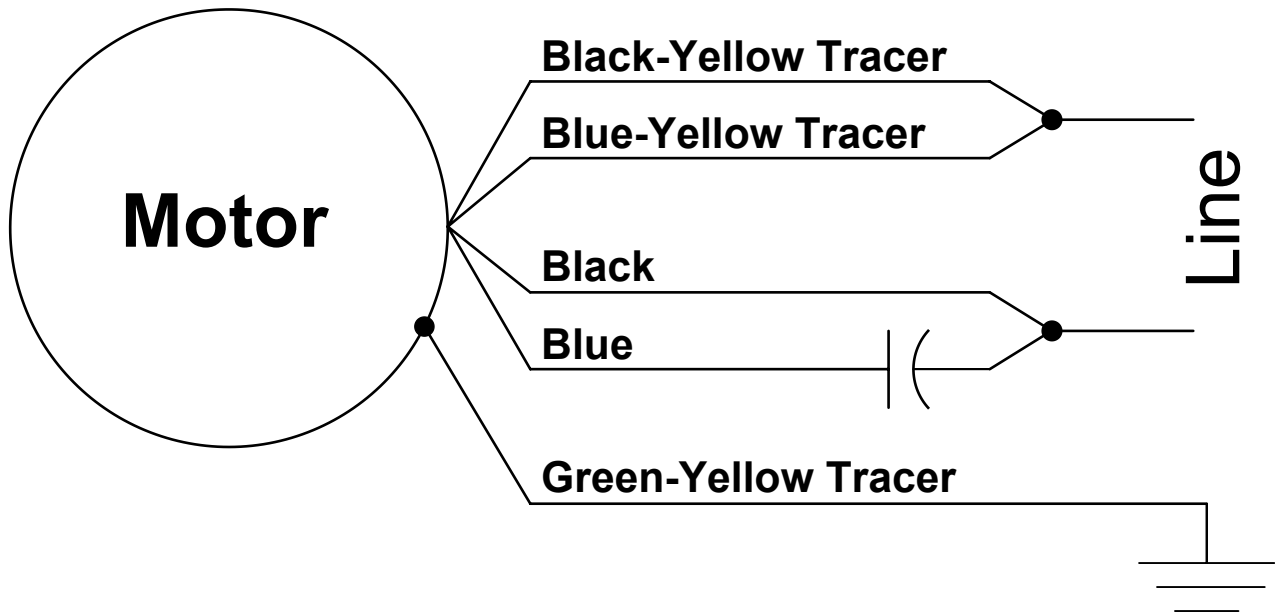 Black-Yellow Tracer
Blue-Yellow Tracer
Motor
Line
Black
Blue
Green-Yellow Tracer